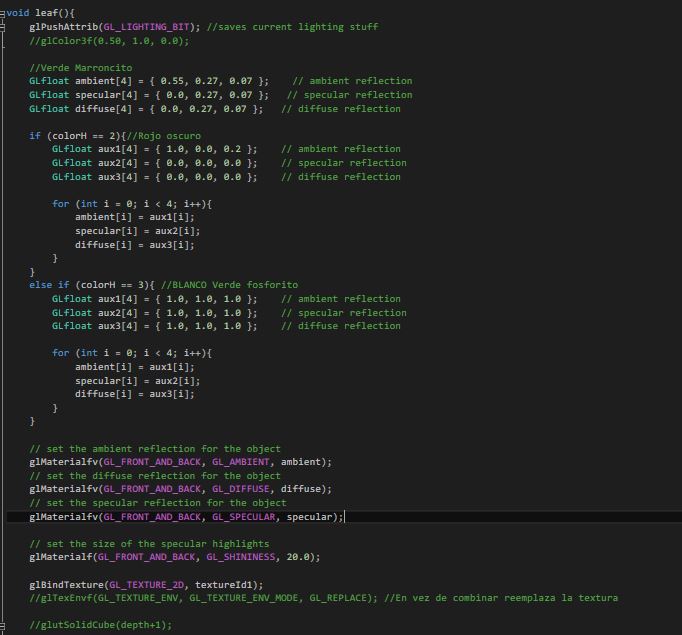 void leaf(){
glPushAttrib(GL_LIGHTING_BIT); //saves current lighting stuff
//glColor3f(0.50, 1.0, 0.0);
//Verde Marroncito
GLfloat ambient[4] = { 0.55, 0.27, 0.07 };    // ambient reflection
GLfloat specular[4] = { 0.0, 0.27, 0.07 };   // specular reflection
GLfloat diffuse[4] = { 0.0, 0.27, 0.07 };   // diffuse reflection
if (colorH == 2){//Rojo oscuro
GLfloat aux1[4] = { 1.0, 0.0, 0.2 };    // ambient reflection
GLfloat aux2[4] = { 0.0, 0.0, 0.0 };    // specular reflection
GLfloat aux3[4] = { 0.0, 0.0, 0.0 };    // diffuse reflection
for (int i = 0; i < 4; i++){
ambient[i] = aux1[i];
specular[i] = aux2[i];
diffuse[i] = aux3[i];
}
}
else if (colorH == 3){ //BLANCO Verde fosforito
GLfloat aux1[4] = { 1.0, 1.0, 1.0 };    // ambient reflection
GLfloat aux2[4] = { 1.0, 1.0, 1.0 };    // specular reflection
GLfloat aux3[4] = { 1.0, 1.0, 1.0 };    // diffuse reflection
for (int i = 0; i < 4; i++){
ambient[i] = aux1[i];
specular[i] = aux2[i];
diffuse[i] = aux3[i];
}
}
// set the ambient reflection for the object
glMaterialfv(GL_FRONT_AND_BACK, GL_AMBIENT, ambient);
// set the diffuse reflection for the object
glMaterialfv(GL_FRONT_AND_BACK, GL_DIFFUSE, diffuse);
// set the specular reflection for the object
glMaterialfv(GL_FRONT_AND_BACK, GL_SPECULAR, specular);
// set the size of the specular highlights
glMaterialf(GL_FRONT_AND_BACK, GL_SHININESS, 20.0);
glBindTexture(GL_TEXTURE_2D, textureId1);
//glTexEnvf(GL_TEXTURE_ENV, GL_TEXTURE_ENV_MODE, GL_REPLACE); //En vez de combinar reemplaza la textura
//glutSolidCube(depth+1);